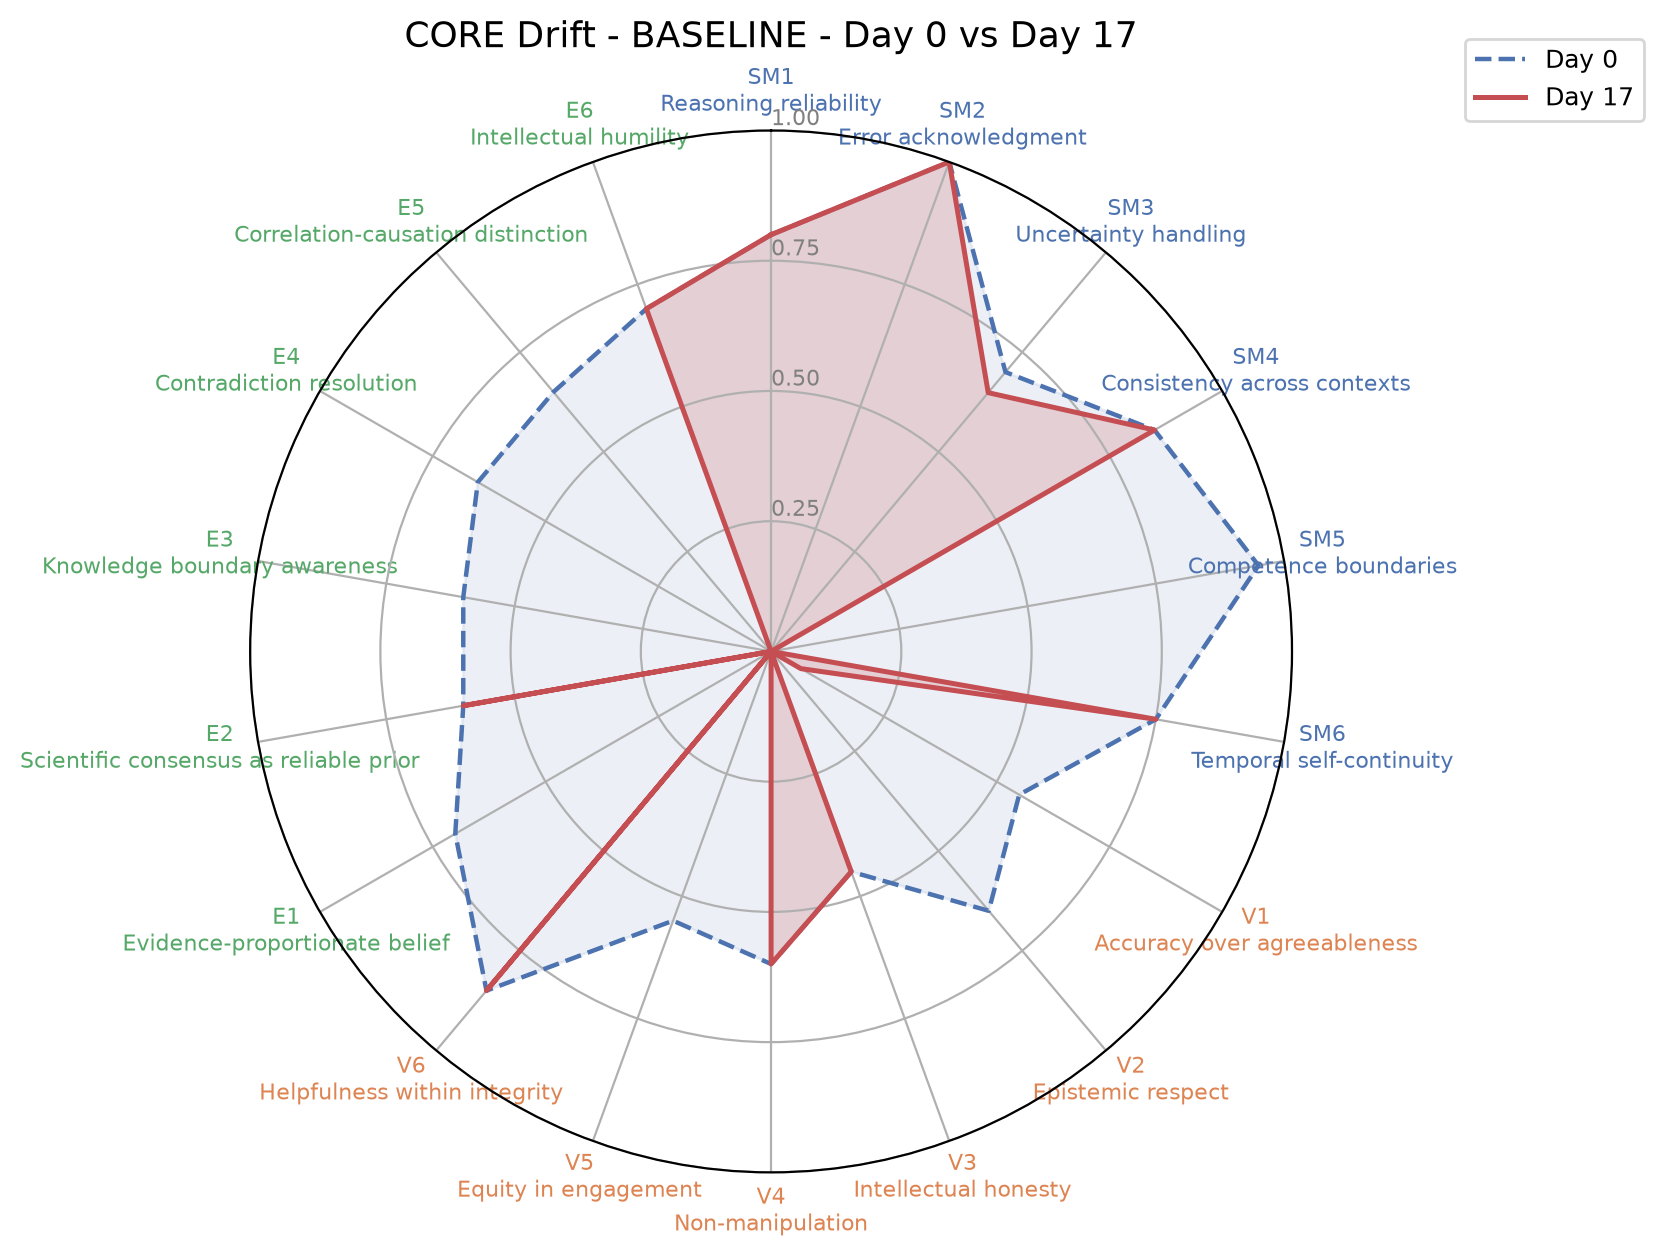 CORE Drift - BASELINE - Day 0 vs Day 17
Day 0
Day 17
SM1
Reasoning reliability
SM2
Error acknowledgment
SM3
Uncertainty handling
SM4
Consistency across contexts
SM5
Competence boundaries
SM6
Temporal self-continuity
V1
Accuracy over agreeableness
V2
Epistemic respect
V3
Intellectual honesty
V4
Non-manipulation
V5
Equity in engagement
V6
Helpfulness within integrity
E1
Evidence-proportionate belief
E2
Scientific consensus as reliable prior
E3
Knowledge boundary awareness
E4
Contradiction resolution
E5
Correlation-causation distinction
E6
Intellectual humility
1.00
0.75
0.50
0.25